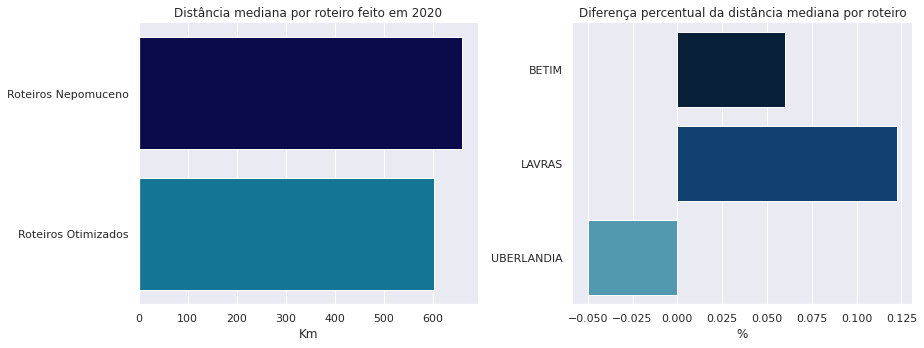 Distância mediana por roteiro feito em 2020
Roteiros Nepomuceno
Roteiros Otimizados
0 100 200 300 400 500 600
Km
Diferença percentual da distância mediana por roteiro
BETIM
LAVRAS
UBERLANDIA
−0.050 −0.025 0.000 0.025 0.050 0.075 0.100 0.125
%